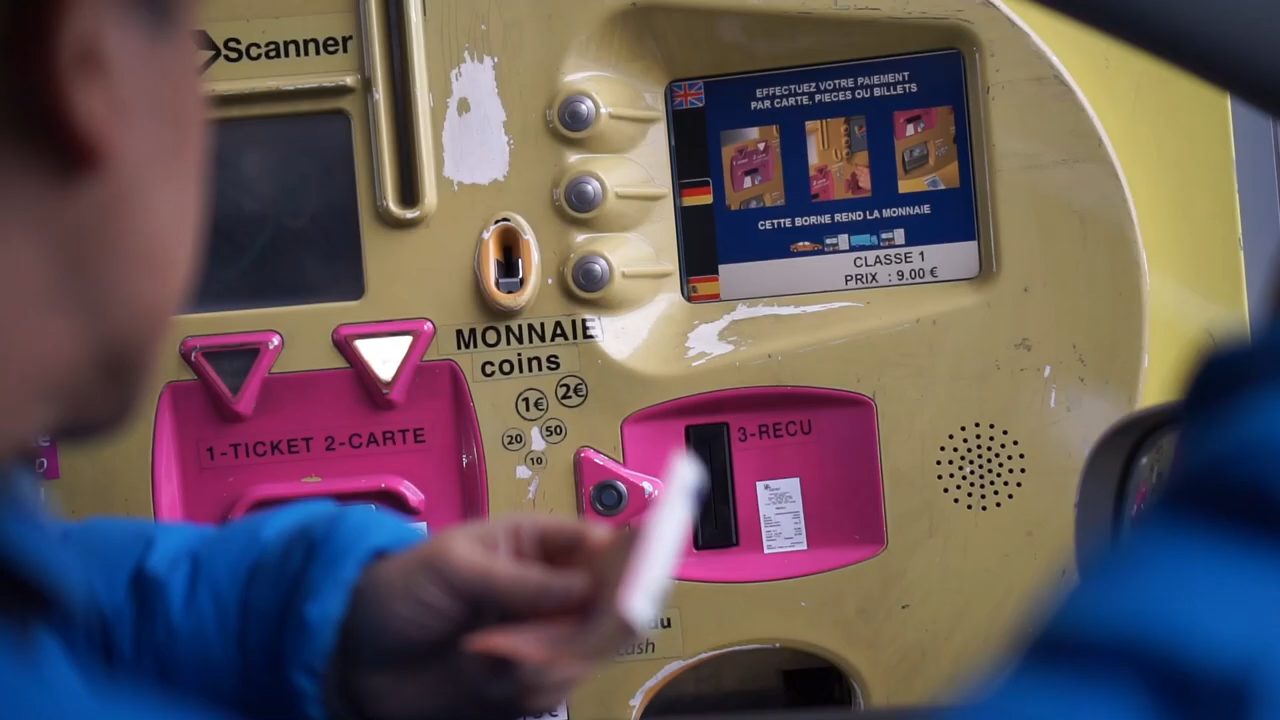 Scanner
EFFECTUEZ VOTRE PAIEMENT
PAR CARTE, PIECES OU BILLETS
CETTE BORNE REND LA MONNAIE
CLASSE 1
PRIX : 9.00 €
MONNAIE
coins
1€ 2€
20 50
10
1-TICKET 2-CARTE
3-RECU
du
cash